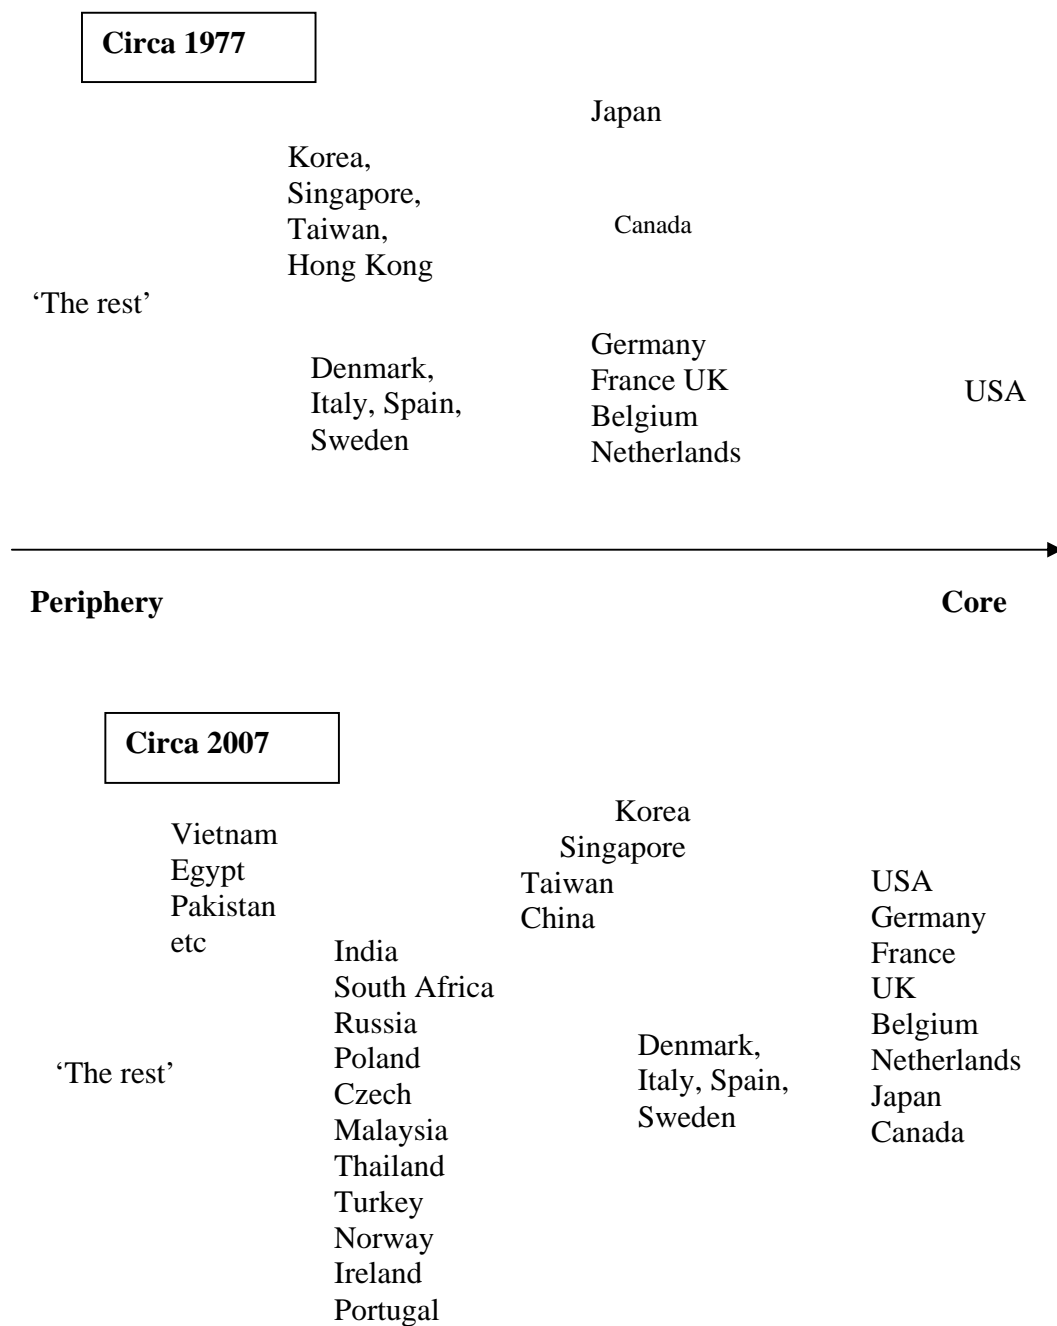 Circa 1977
Japan
Korea,
Singapore,
Taiwan,
Hong Kong
Canada
‘The rest’
Denmark,
Italy, Spain,
Sweden
Germany
France UK
Belgium
Netherlands
USA
Periphery
Core
Circa 2007
Vietnam
Egypt
Pakistan
etc
Korea
Singapore
Taiwan
China
India
South Africa
Russia
Poland
Czech
Malaysia
Thailand
Turkey
Norway
Ireland
Portugal
‘The rest’
Denmark,
Italy, Spain,
Sweden
USA
Germany
France
UK
Belgium
Netherlands
Japan
Canada